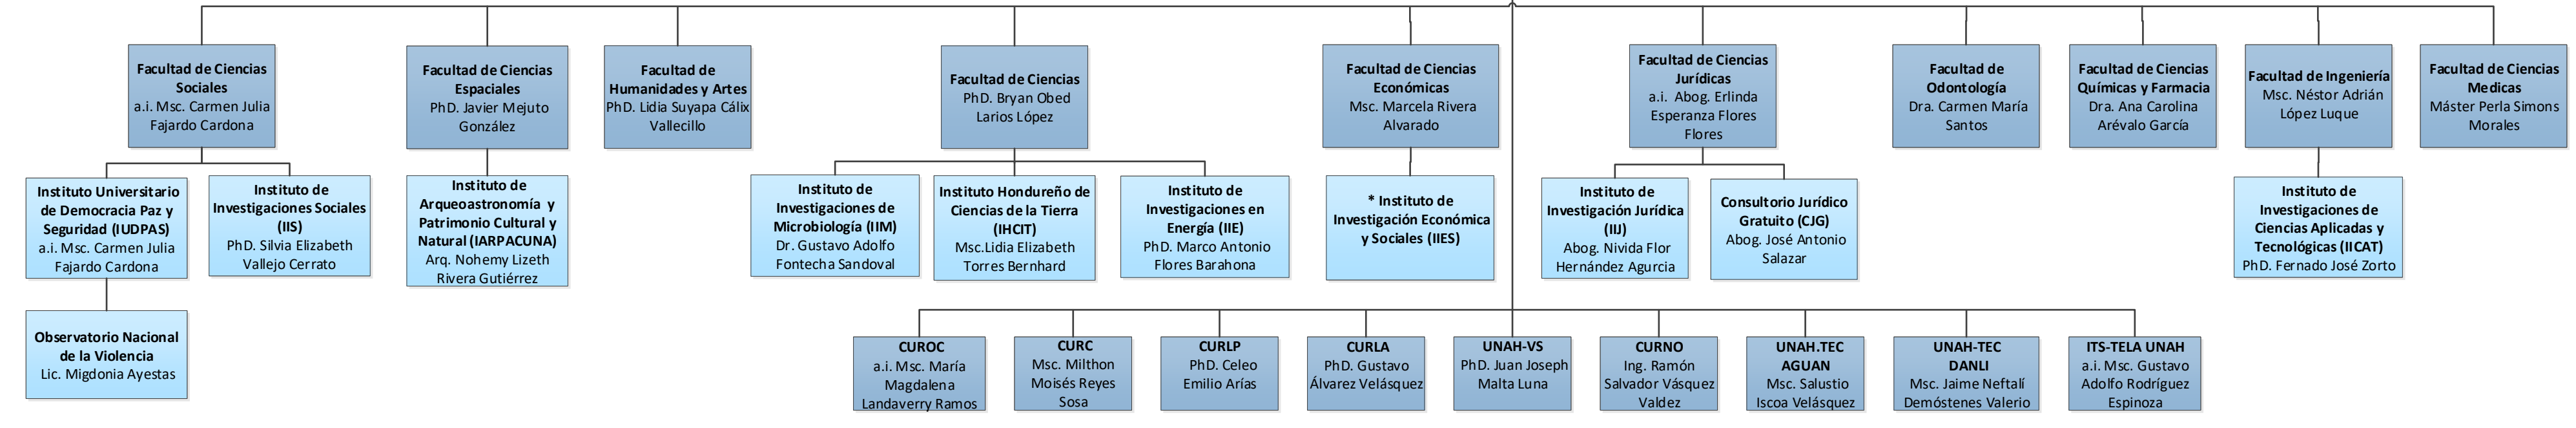 Facultad de Ciencias
Sociales
a.i. Msc. Carmen Julia
Fajardo Cardona
Facultad de Ciencias
Espaciales
PhD. Javier Mejuto
González
Facultad de
Humanidades y Artes
PhD. Lidia Suyapa Cálix
Vallecillo
Facultad de Ciencias
PhD. Bryan Obed
Larios López
Facultad de Ciencias
Económicas
Msc. Marcela Rivera
Alvarado
Facultad de Ciencias
Jurídicas
a.i. Abog. Erlinda
Esperanza Flores
Flores
Facultad de
Odontología
Dra. Carmen María
Santos
Facultad de Ciencias
Químicas y Farmacia
Dra. Ana Carolina
Arévalo García
Facultad de Ingeniería
Msc. Néstor Adrián
López Luque
Facultad de Ciencias
Medicas
Máster Perla Simons
Morales
Instituto Universitario
de Democracia Paz y
Seguridad (IUDPAS)
a.i. Msc. Carmen Julia
Fajardo Cardona
Instituto de
Investigaciones Sociales
(IIS)
PhD. Silvia Elizabeth
Vallejo Cerrato
Instituto de
Arqueoastronomía y
Patrimonio Cultural y
Natural (IARPACUNA)
Arq. Nohemy Lizeth
Rivera Gutiérrez
Instituto de
Investigaciones de
Microbiología (IIM)
Dr. Gustavo Adolfo
Fontecha Sandoval
Instituto Hondureño de
Ciencias de la Tierra
(IHCIT)
Msc.Lidia Elizabeth
Torres Bernhard
Instituto de
Investigaciones en
Energía (IIE)
PhD. Marco Antonio
Flores Barahona
* Instituto de
Investigación Económica
y Sociales (IIES)
Instituto de
Investigación Jurídica
(IIJ)
Abog. Nivida Flor
Hernández Agurcia
Consultorio Jurídico
Gratuito (CJG)
Abog. José Antonio
Salazar
Instituto de
Investigaciones de
Ciencias Aplicadas y
Tecnológicas (IICAT)
PhD. Fernado José Zorto
Observatorio Nacional
de la Violencia
Lic. Migdonia Ayestas
CUROC
a.i. Msc. María
Magdalena
Landaverry Ramos
CURC
Msc. Milthon
Moisés Reyes
Sosa
CURLP
PhD. Celeo
Emilio Arías
CURLA
PhD. Gustavo
Álvarez Velásquez
UNAH-VS
PhD. Juan Joseph
Malta Luna
CURNO
Ing. Ramón
Salvador Vásquez
Valdez
UNAH.TEC
AGUAN
Msc. Salustio
Iscoa Velásquez
UNAH-TEC
DANLI
Msc. Jaime Neftalí
Demóstenes Valerio
ITS-TELA UNAH
a.i. Msc. Gustavo
Adolfo Rodríguez
Espinoza